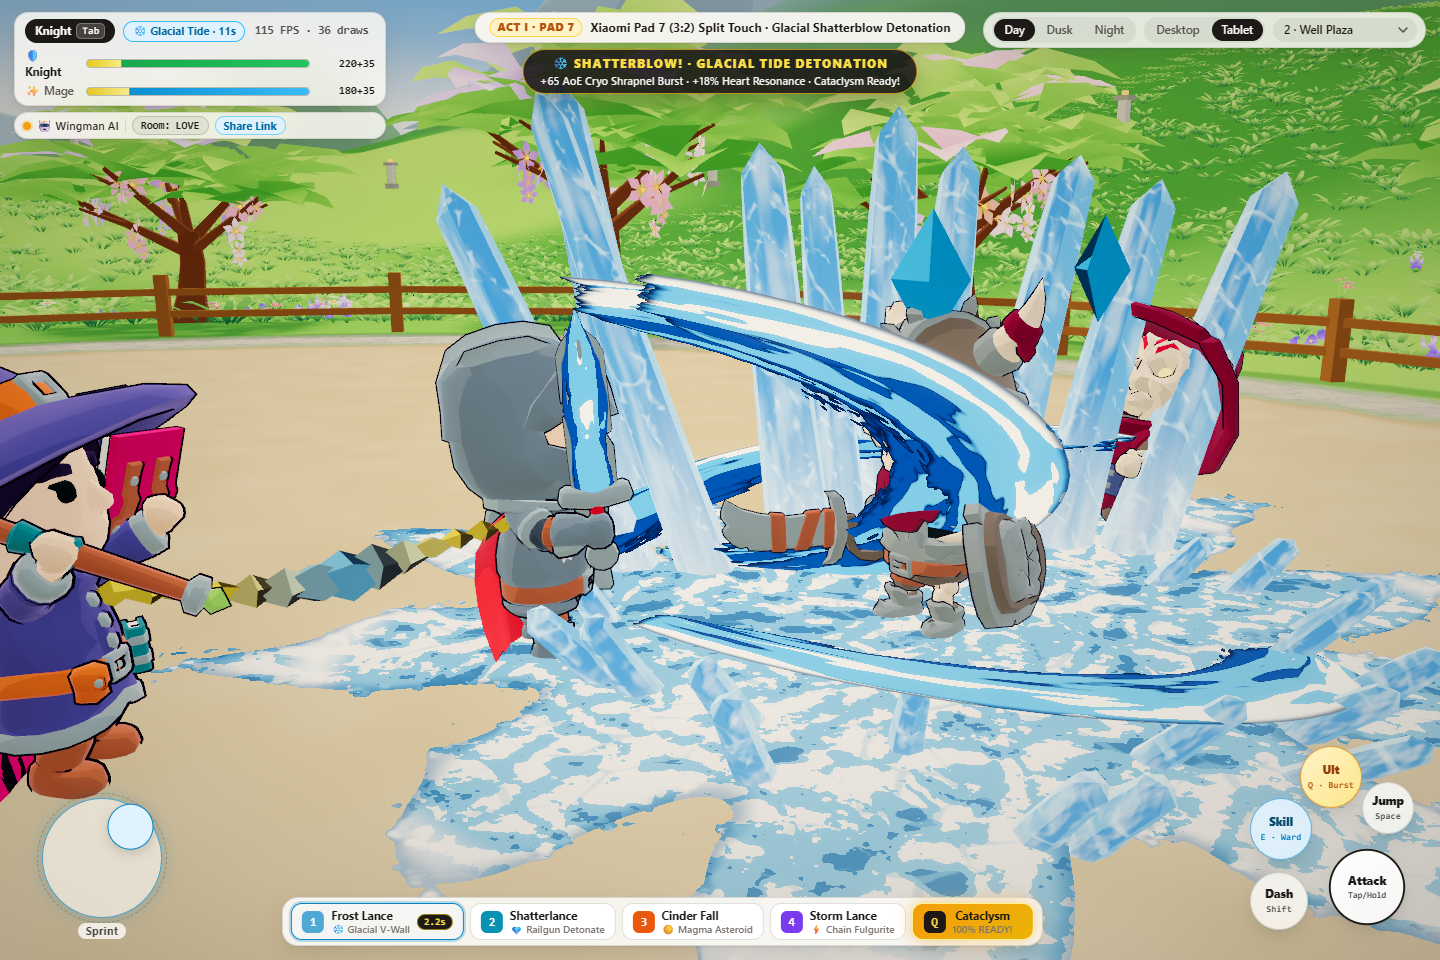 Knight Tab
Glacial Tide · 11s
115 FPS · 36 draws
Knight
220+35
Mage
180+35
Wingman AI
Room: LOVE
Share Link
ACT I · PAD 7
Xiaomi Pad 7 (3:2) Split Touch · Glacial Shatterblow Detonation
SHATTERBLOW! · GLACIAL TIDE DETONATION
+65 AoE Cryo Shrapnel Burst · +18% Heart Resonance · Cataclysm Ready!
Day Dusk Night
Desktop Tablet
2 · Well Plaza
Sprint
1 Frost Lance
Glacial V-Wall
2.2s
2 Shatterlance
Railgun Detonate
3 Cinder Fall
Magma Asteroid
4 Storm Lance
Chain Fulgurite
Q Cataclysm
100% READY!
Ult
Q · Burst
Jump
Space
Skill
E · Ward
Attack
Tap/Hold
Dash
Shift